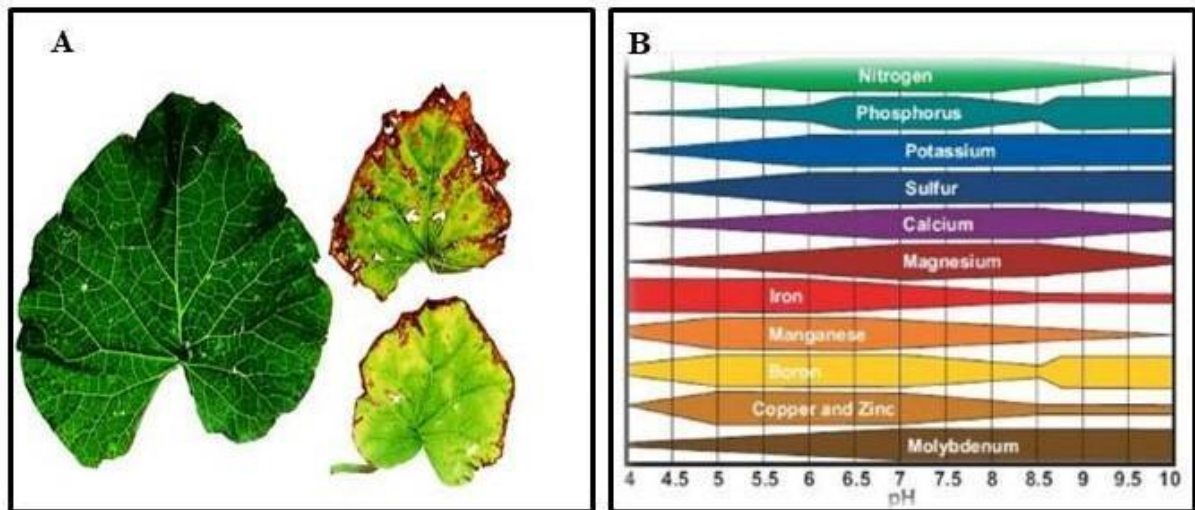 A
B
Nitrogen
Phosphorus
Potassium
Sulfur
Calcium
Magnesium
Iron
Manganese
Boron
Copper and Zinc
Molybdenum
4 4.5 5 5.5 6 6.5 7 7.5 8 8.5 9 9.5 10
pH